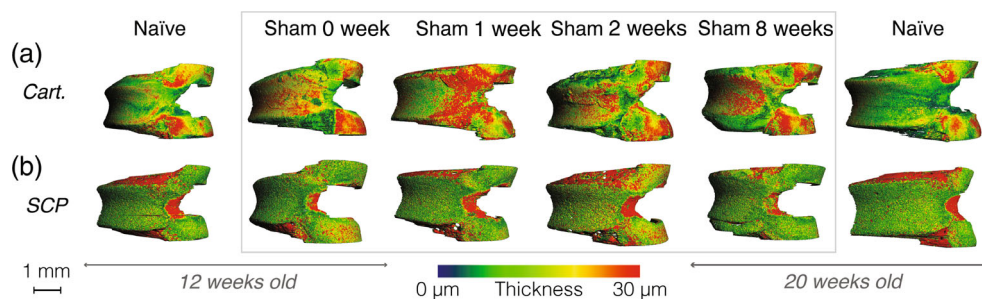 Naïve Sham 0 week Sham 1 week Sham 2 weeks Sham 8 weeks Naïve
(a)
Cart.
(b)
SCP
1 mm
12 weeks old
0 µm Thickness 30 µm
20 weeks old